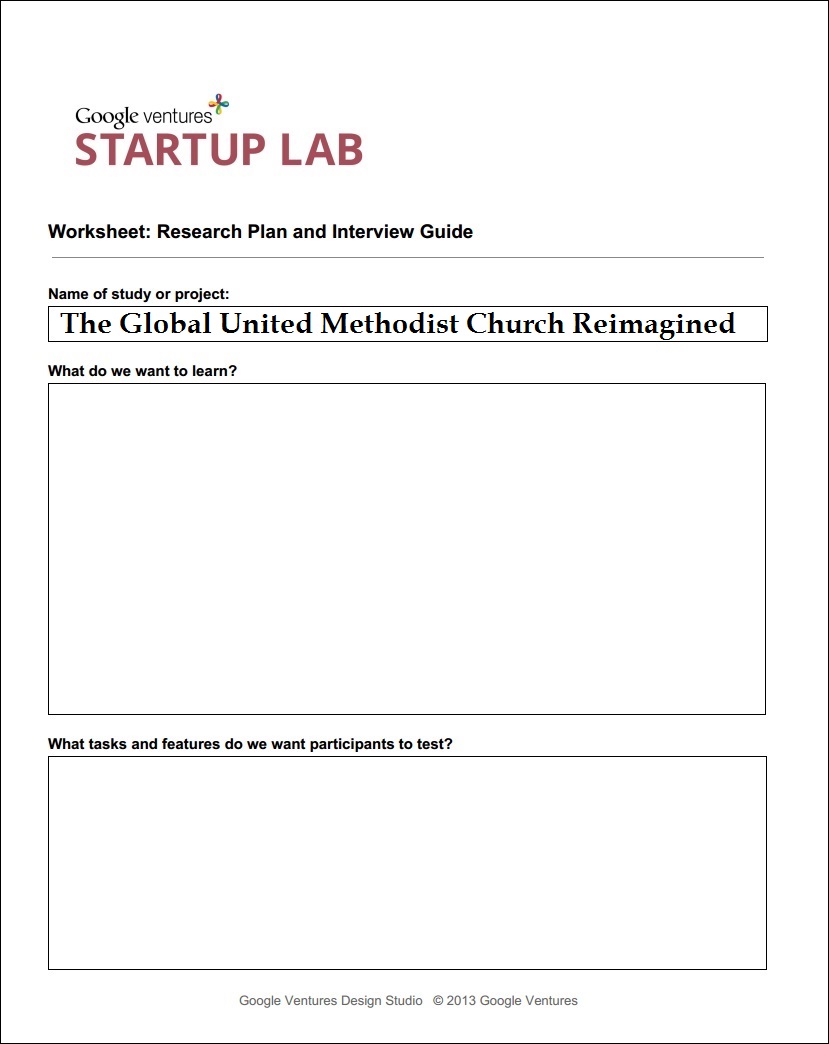 Google ventures
STARTUP LAB
Worksheet: Research Plan and Interview Guide
Name of study or project:
The Global United Methodist Church Reimagined
What do we want to learn?
What tasks and features do we want participants to test?
Google Ventures Design Studio © 2013 Google Ventures